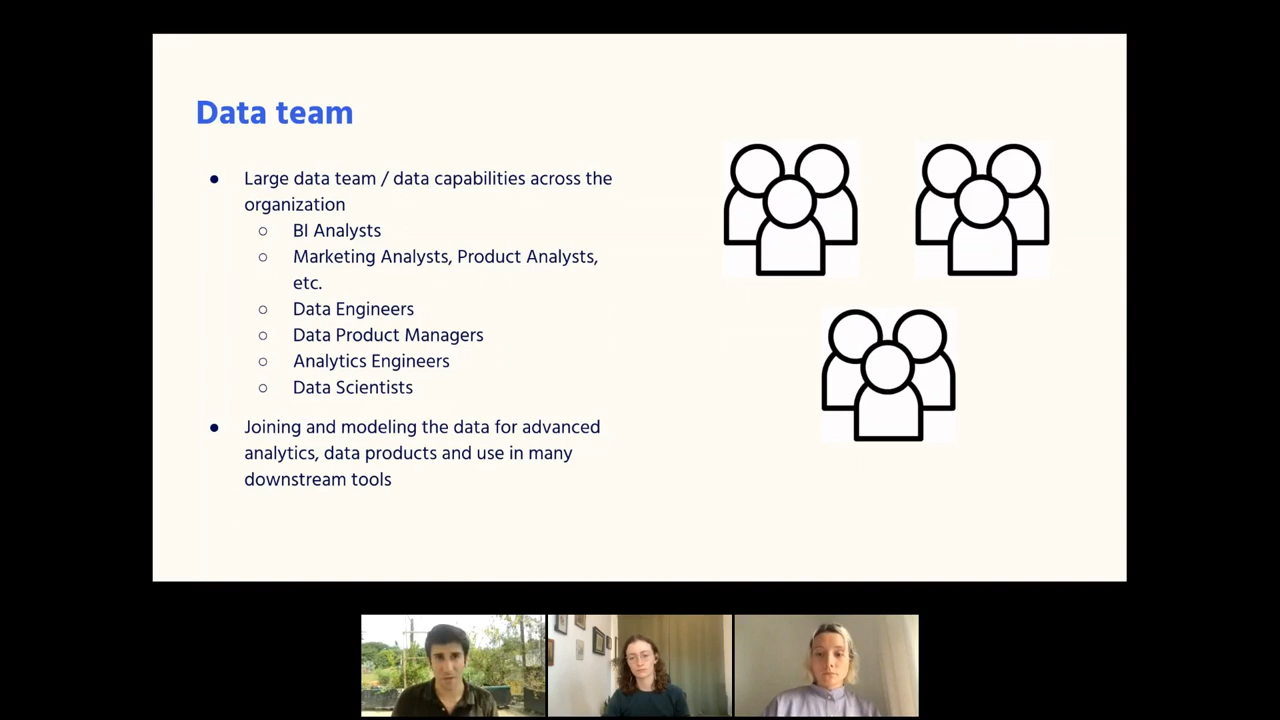 Data team
● Large data team / data capabilities across the
organization
○ BI Analysts
○ Marketing Analysts, Product Analysts,
etc.
○ Data Engineers
○ Data Product Managers
○ Analytics Engineers
○ Data Scientists
● Joining and modeling the data for advanced
analytics, data products and use in many
downstream tools